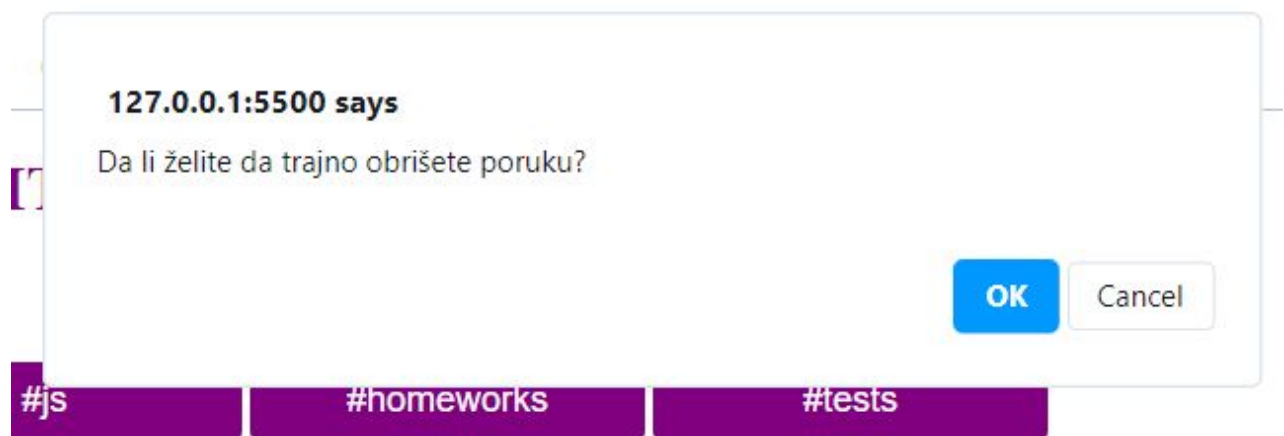 127.0.0.1:5500 says
Da li želite da trajno obrišete poruku?
OK Cancel
#js #homeworks #tests